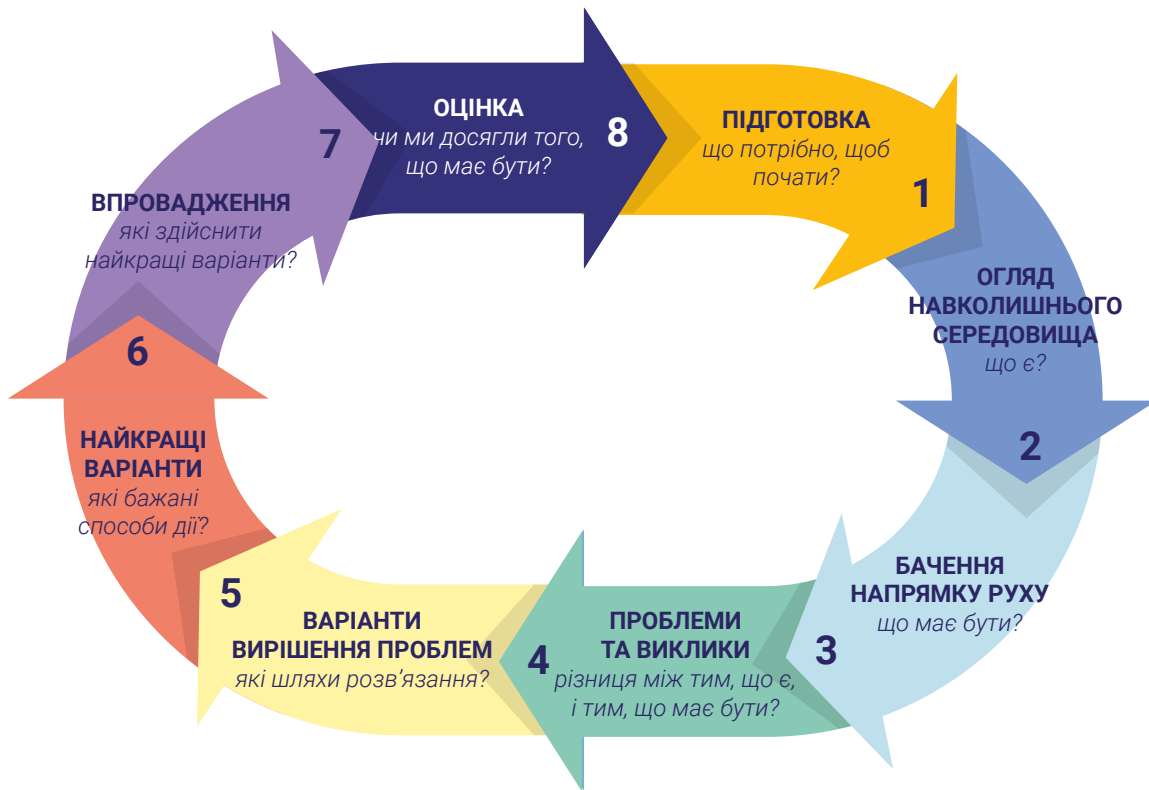 ПІДГОТОВКА
що потрібно, щоб
почати?
1
ОГЛЯД
НАВКОЛИШНЬОГО
СЕРЕДОВИЩА
що є?
2
БАЧЕННЯ
НАПРЯМКУ РУХУ
що має бути?
3
ПРОБЛЕМИ
ТА ВИКЛИКИ
різниця між тим, що є,
і тим, що має бути?
4
ВАРІАНТИ
ВИРІШЕННЯ ПРОБЛЕМ
які шляхи розв'язання?
5
НАЙКРАЩІ
ВАРІАНТИ
які бажані
способи дії?
6
ВПРОВАДЖЕННЯ
які здійснити
найкращі варіанти?
7
ОЦІНКА
чи ми досягли того,
що має бути?
8